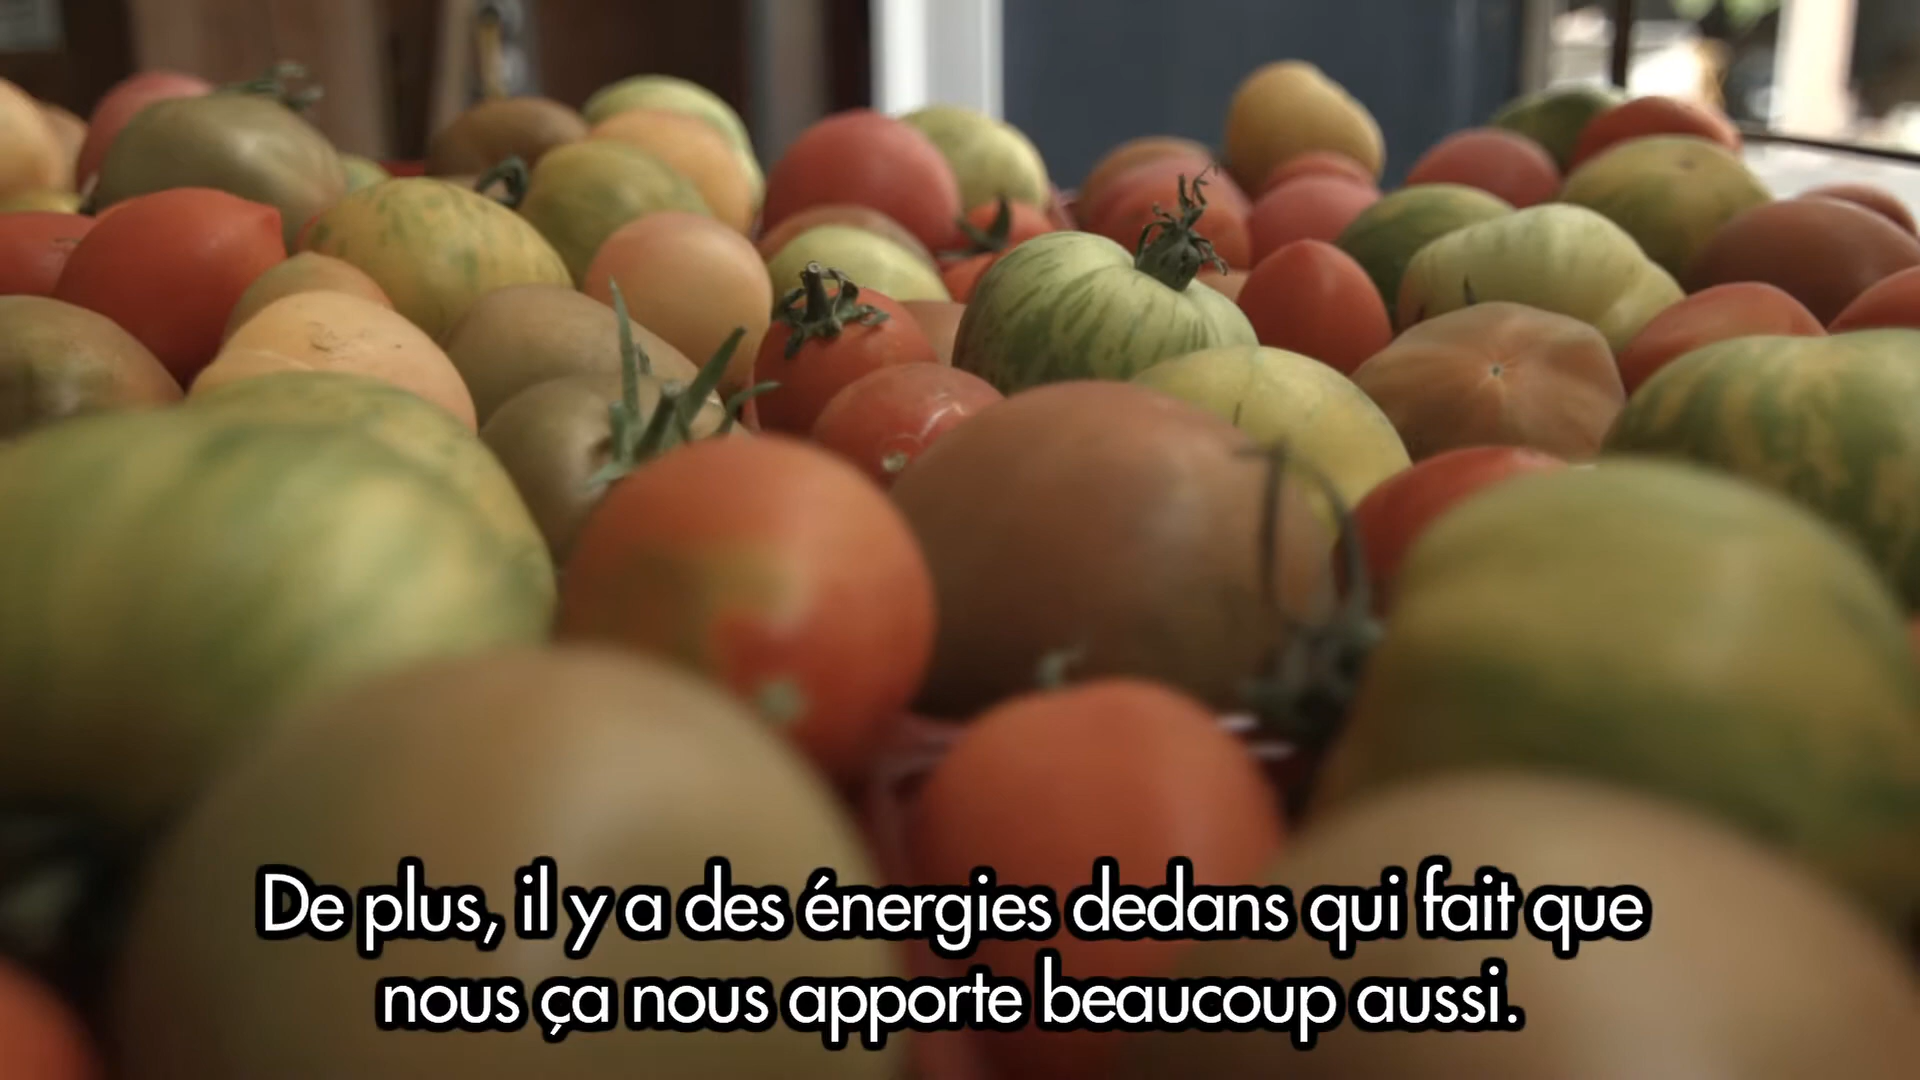 De plus, il y a des énergies dedans qui fait que
nous ça nous apporte beaucoup aussi.